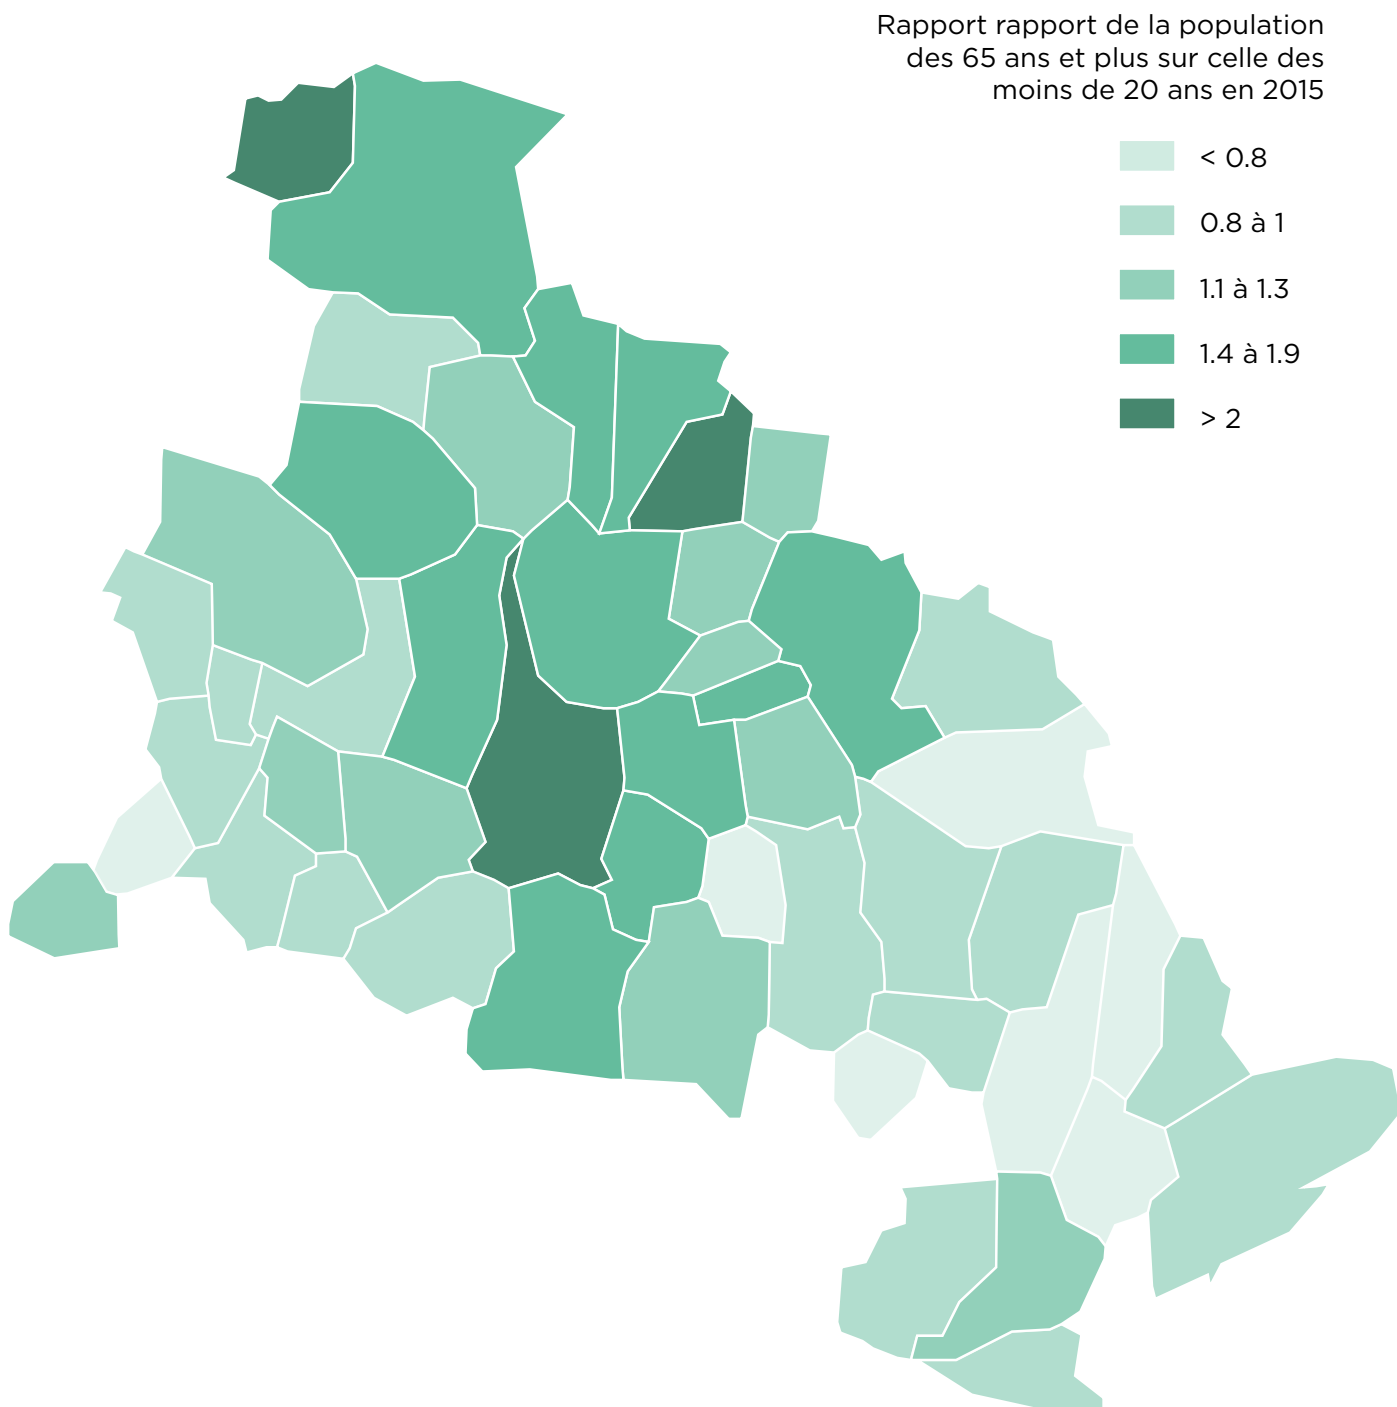 Rapport rapport de la population
des 65 ans et plus sur celle des
moins de 20 ans en 2015
< 0.8
0.8 à 1
1.1 à 1.3
1.4 à 1.9
> 2